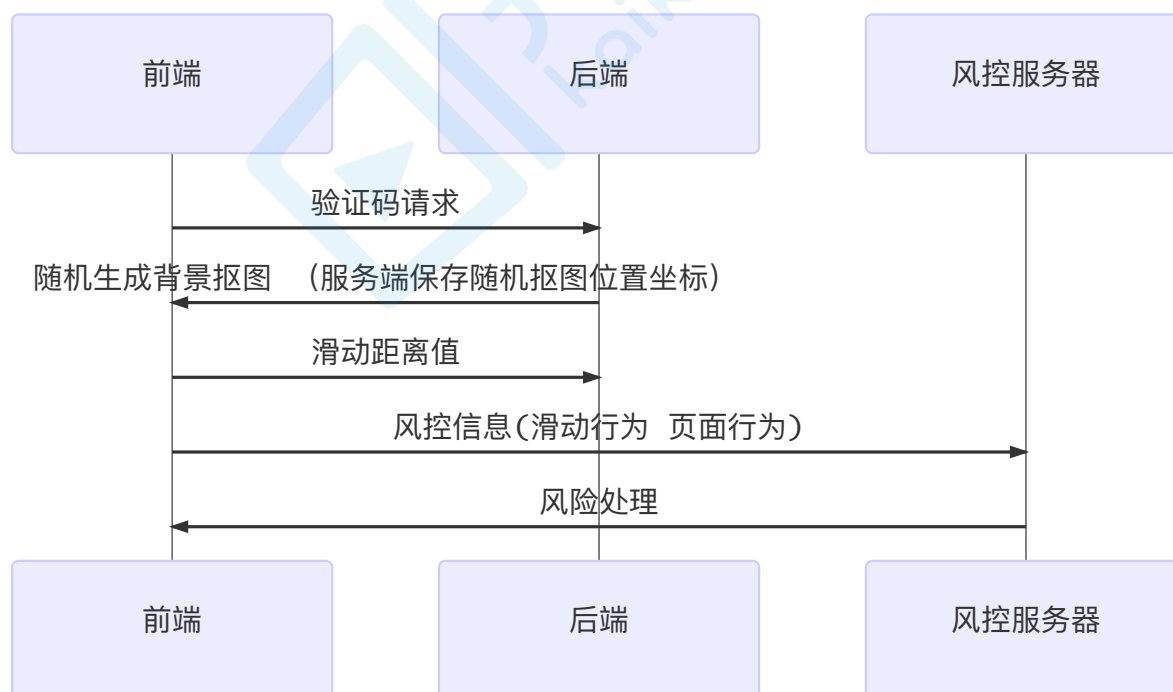 前端
后端
风控服务器
验证码请求
随机生成背景抠图 （服务端保存随机抠图位置坐标）
滑动距离值
风控信息(滑动行为 页面行为)
风险处理
前端
后端
风控服务器